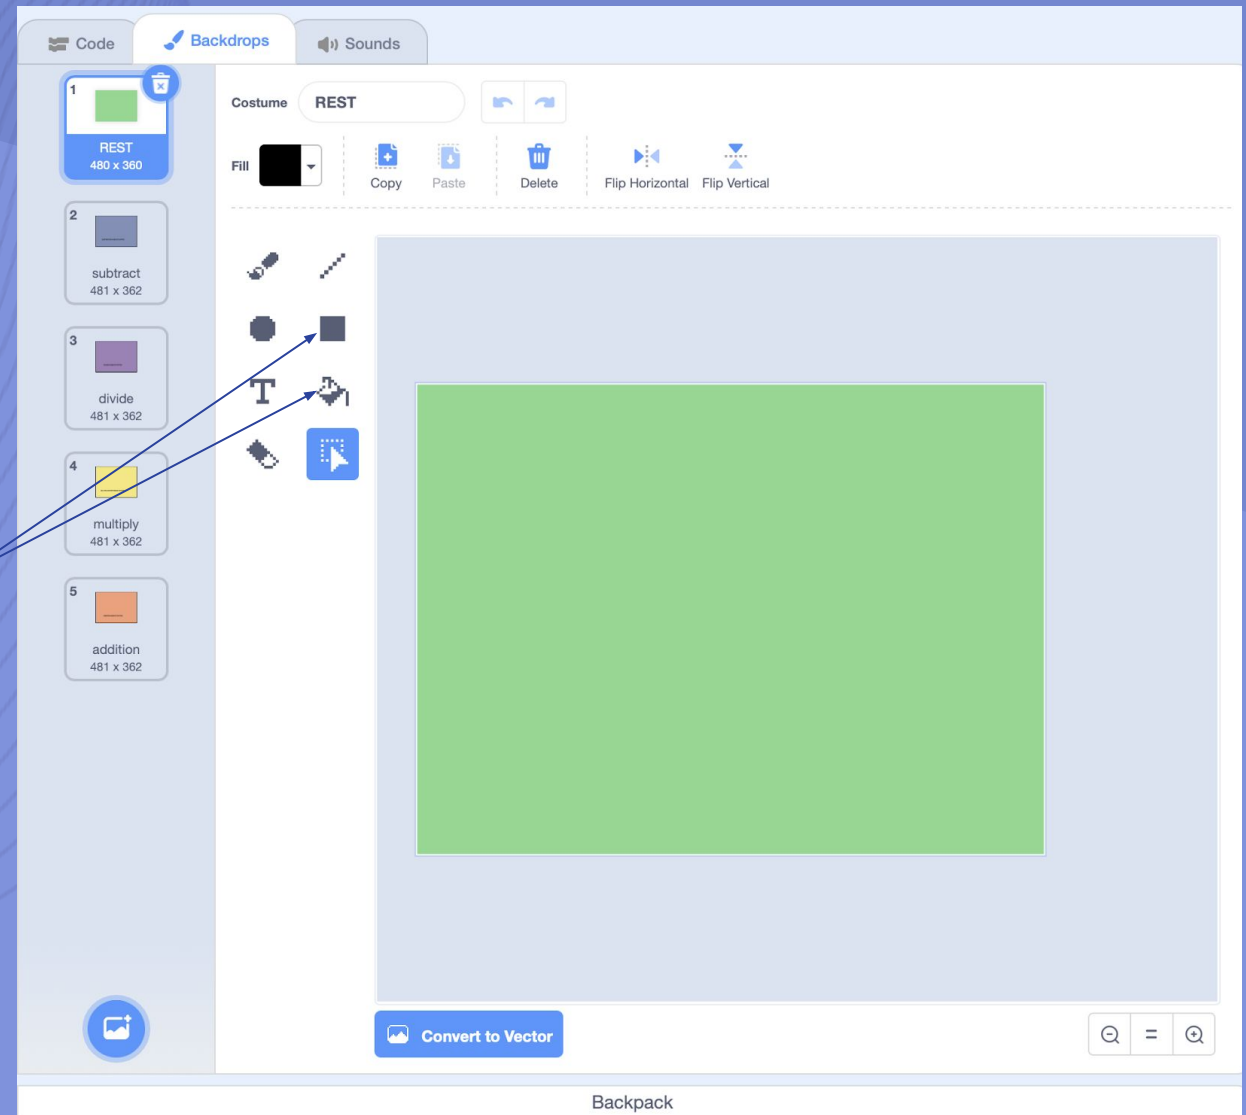 Code
Backdrops
Sounds
1
REST
480 x 360
2
subtract
481 x 362
3
divide
481 x 362
4
multiply
481 x 362
5
addition
481 x 362
Costume REST
Fill
Copy
Paste
Delete
Flip Horizontal
Flip Vertical
T
Convert to Vector
=
Backpack